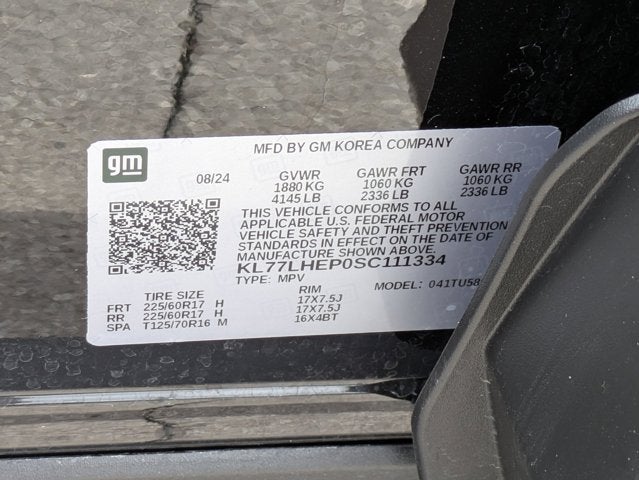 MFD BY GM KOREA COMPANY
gm
08/24 GVWR GAWR FRT GAWR RR
1880 KG 1060 KG 1060 KG
4145 LB 2336 LB 2336 LB
THIS VEHICLE CONFORMS TO ALL
APPLICABLE U.S. FEDERAL MOTOR
VEHICLE SAFETY AND THEFT PREVENTION
STANDARDS IN EFFECT ON THE DATE OF
MANUFACTURE SHOWN ABOVE.
KL77LHEP0SC111334
TYPE: MPV MODEL: 041TU58
TIRE SIZE RIM
FRT 225/60R17 H 17X7.5J
RR 225/60R17 H 17X7.5J
SPA T125/70R16 M 16X4BT